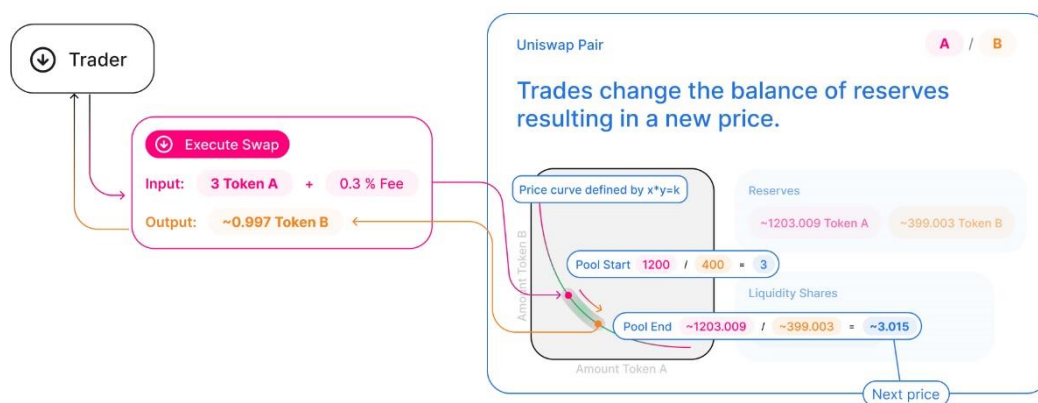 Trader
Execute Swap
Input: 3 Token A + 0.3 % Fee
Output: ~0.997 Token B
Uniswap Pair
A / B
Trades change the balance of reserves
resulting in a new price.
Price curve defined by x*y=k
Amount Token B
Pool Start 1200 / 400 = 3
Pool End ~1203.009 / ~399.003 = ~3.015
Amount Token A
Reserves
~1203.009 Token A ~399.003 Token B
Liquidity Shares
Next price